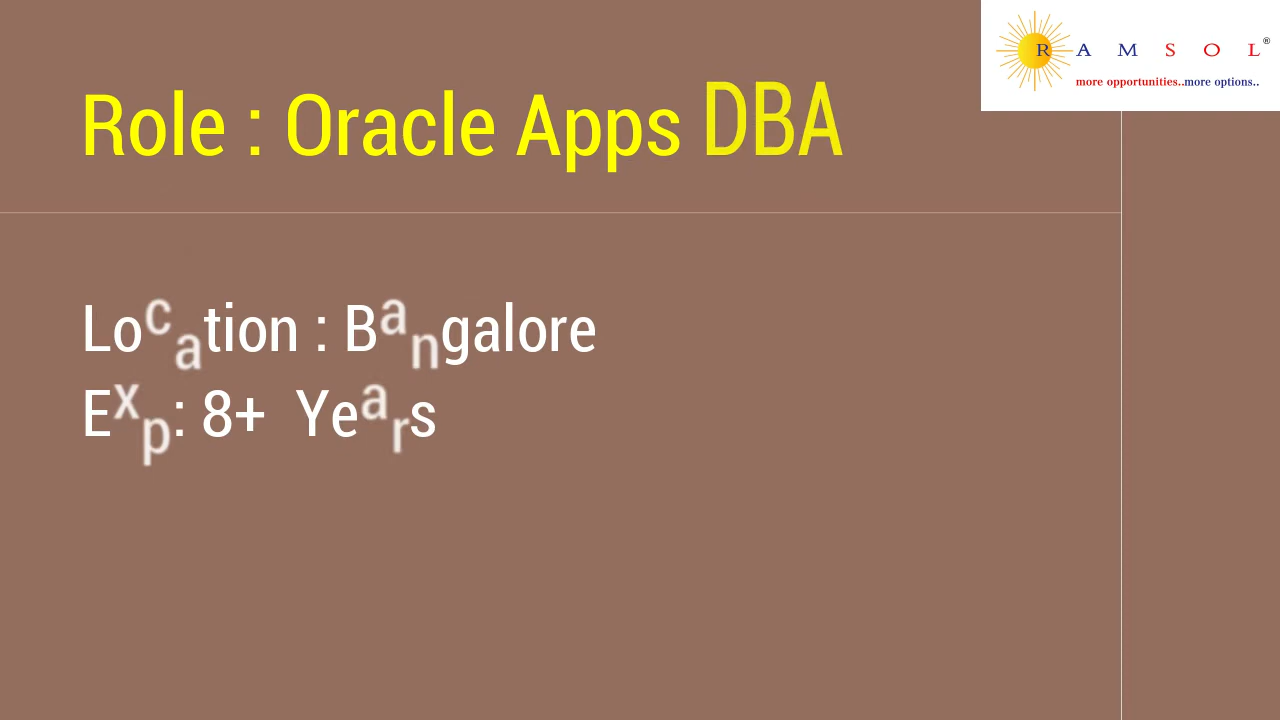 RAMSOL®
more opportunities..more options..
Role : Oracle Apps DBA
Location : Bangalore
Exp: 8+ Years